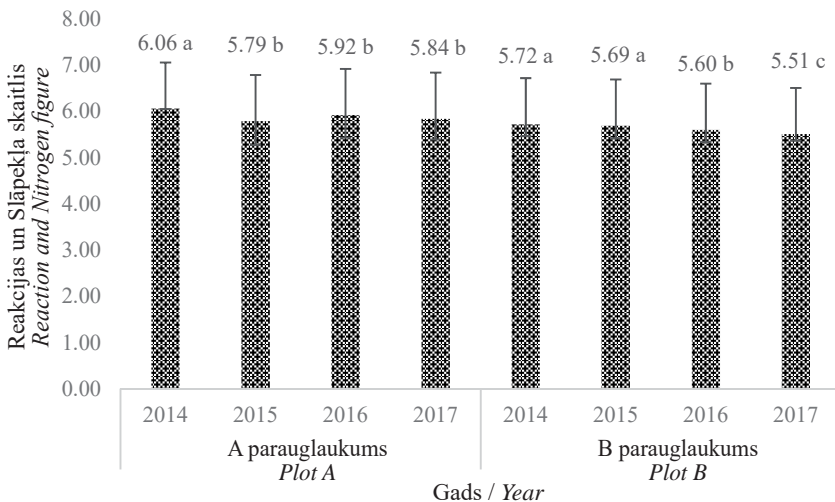 Reakcijas un Slāpekļa skaitlis
Reaction and Nitrogen figure
8.00
7.00
6.00
5.00
4.00
3.00
2.00
1.00
0.00
6.06 a 5.79 b 5.92 b 5.84 b 5.72 a 5.69 a 5.60 b 5.51 c
2014 2015 2016 2017 2014 2015 2016 2017
A parauglaukums B parauglaukums
Plot A Plot B
Gads / Year